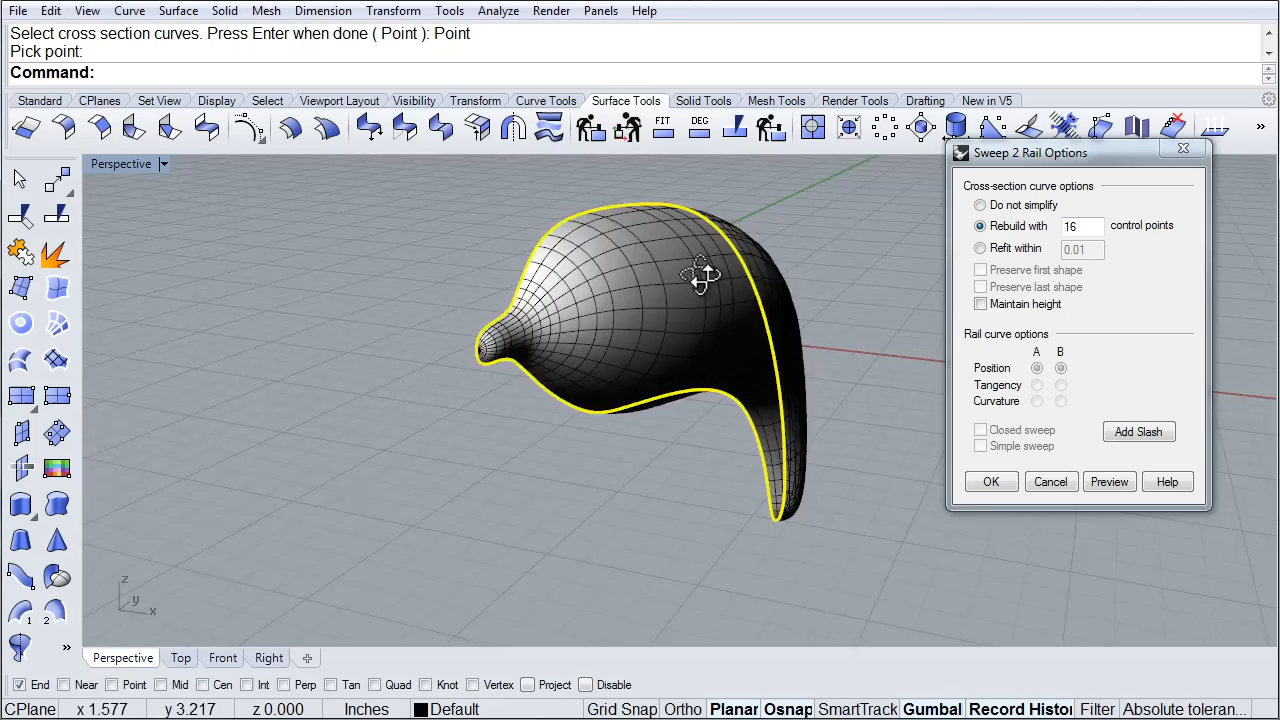 File Edit View Curve Surface Solid Mesh Dimension Transform Tools Analyze Render Panels Help
Select cross section curves. Press Enter when done ( Point ): Point
Pick point:
Command:
Standard CPlanes Set View Display Select Viewport Layout Visibility Transform Curve Tools Surface Tools Solid Tools Mesh Tools Render Tools Drafting New in V5
FIT DEG
»
Perspective
Sweep 2 Rail Options
Cross-section curve options
Do not simplify
Rebuild with 16 control points
Refit within 0.01
Preserve first shape
Preserve last shape
Maintain height
Rail curve options
A B
Position
Tangency
Curvature
Closed sweep
Simple sweep
Add Slash
OK Cancel Preview Help
z
y
x
1 2
»
Perspective Top Front Right
End Near Point Mid Cen Int Perp Tan Quad Knot Vertex Project Disable
CPlane x 1.577 y 3.217 z 0.000 Inches Default Grid Snap Ortho Planar Osnap SmartTrack Gumbal Record Histo Filter Absolute toleran...